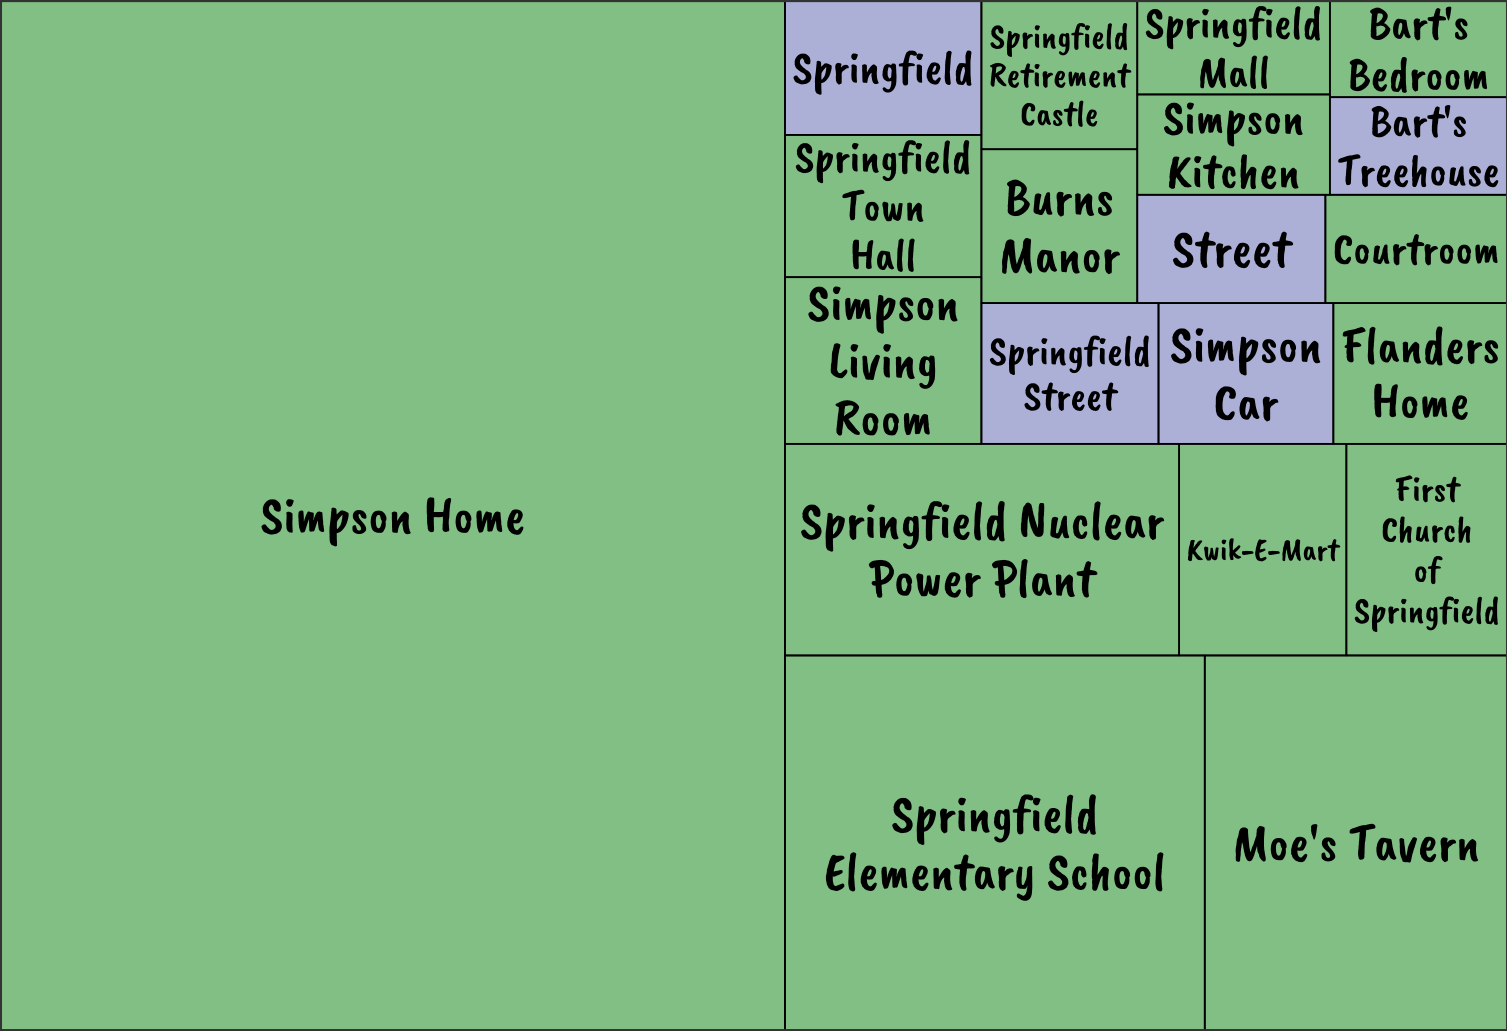 Simpson Home
Springfield
Springfield
Town
Hall
Simpson
Living
Room
Springfield
Retirement
Castle
Burns
Manor
Springfield
Mall
Simpson
Kitchen
Bart's
Bedroom
Bart's
Treehouse
Street
Courtroom
Springfield
Street
Simpson
Car
Flanders
Home
Springfield Nuclear
Power Plant
Kwik-E-Mart
First
Church
of
Springfield
Springfield
Elementary School
Moe's Tavern